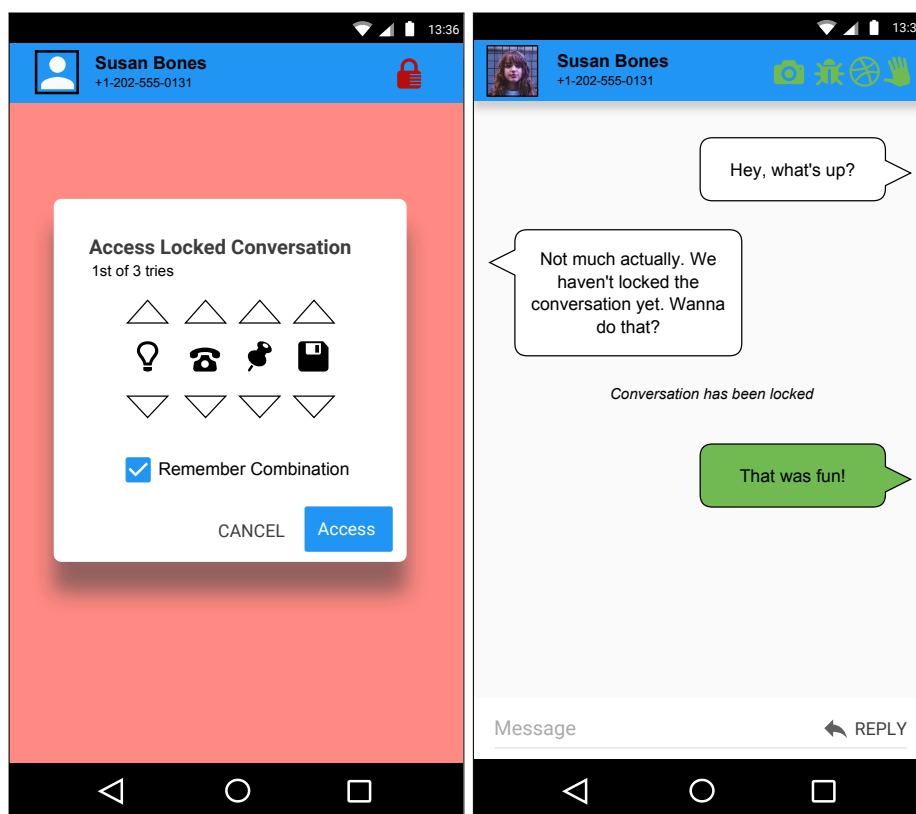 13:36
Susan Bones
+1-202-555-0131
Access Locked Conversation
1st of 3 tries
Remember Combination
CANCEL
Access
13:3
Susan Bones
+1-202-555-0131
Hey, what's up?
Not much actually. We
haven't locked the
conversation yet. Wanna
do that?
Conversation has been locked
That was fun!
Message
REPLY